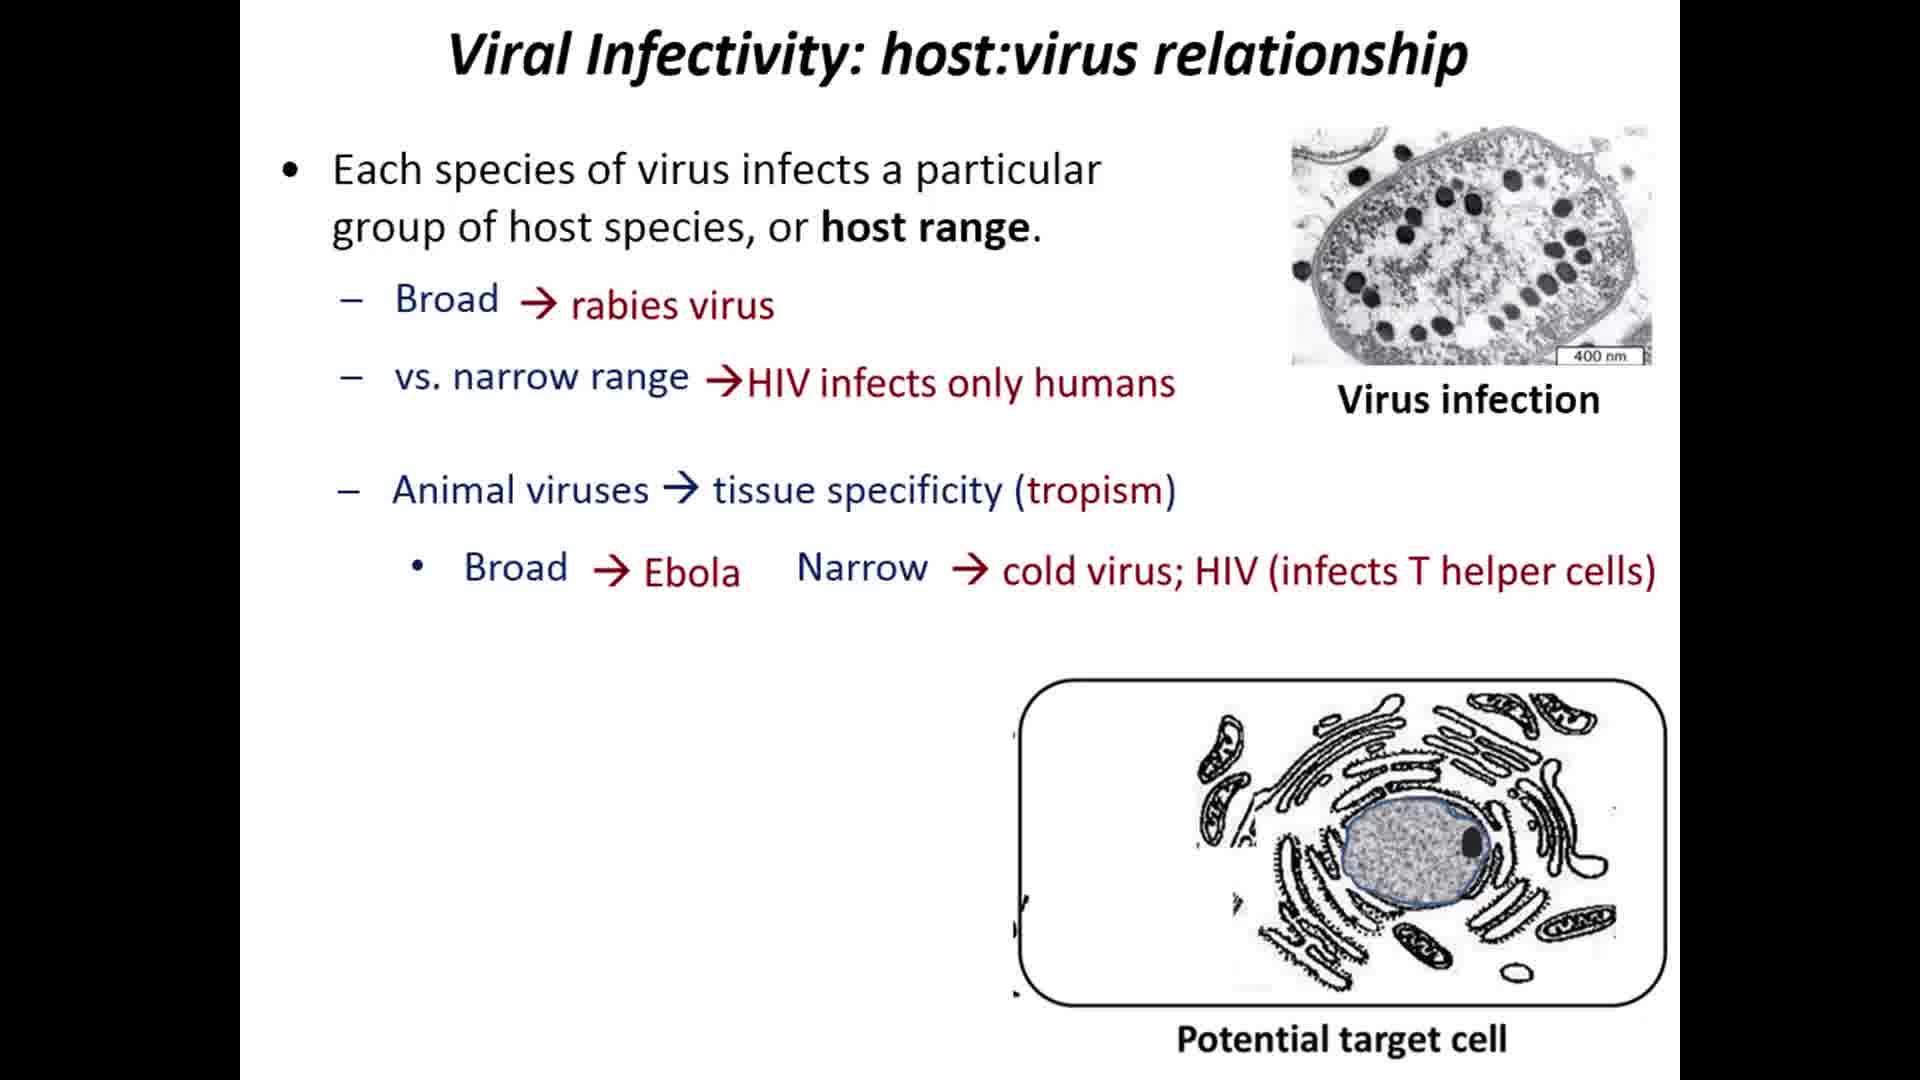 Viral Infectivity: host:virus relationship
• Each species of virus infects a particular
group of host species, or host range.
– Broad → rabies virus
– vs. narrow range →HIV infects only humans
– Animal viruses → tissue specificity (tropism)
• Broad → Ebola Narrow → cold virus; HIV (infects T helper cells)
400 nm
Virus infection
Potential target cell